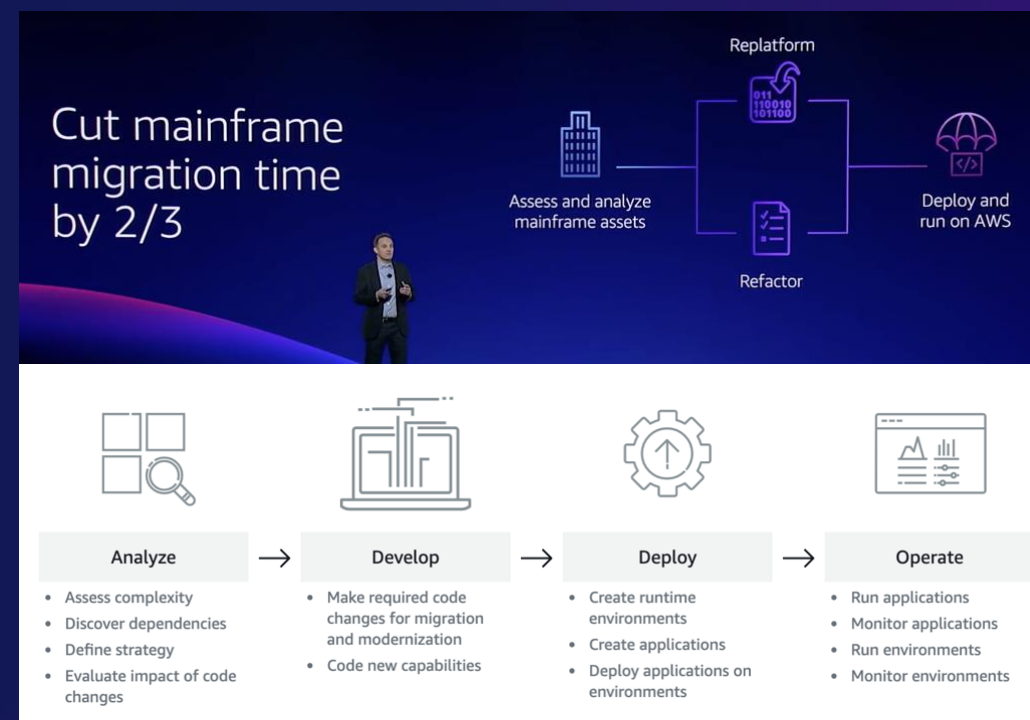 Cut mainframe
migration time
by 2/3
Replatform
011
110010
101100
Assess and analyze
mainframe assets
</>
Deploy and
run on AWS
Refactor
Analyze
• Assess complexity
• Discover dependencies
• Define strategy
• Evaluate impact of code
changes
Develop
• Make required code
changes for migration
and modernization
• Code new capabilities
Deploy
• Create runtime
environments
• Create applications
• Deploy applications on
environments
Operate
• Run applications
• Monitor applications
• Run environments
• Monitor environments